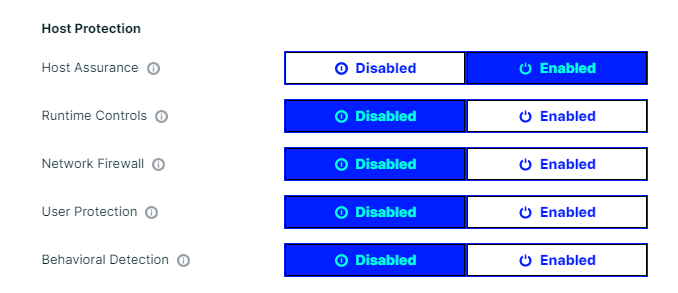 Host Protection
Host Assurance Disabled Enabled
Runtime Controls Disabled Enabled
Network Firewall Disabled Enabled
User Protection Disabled Enabled
Behavioral Detection Disabled Enabled